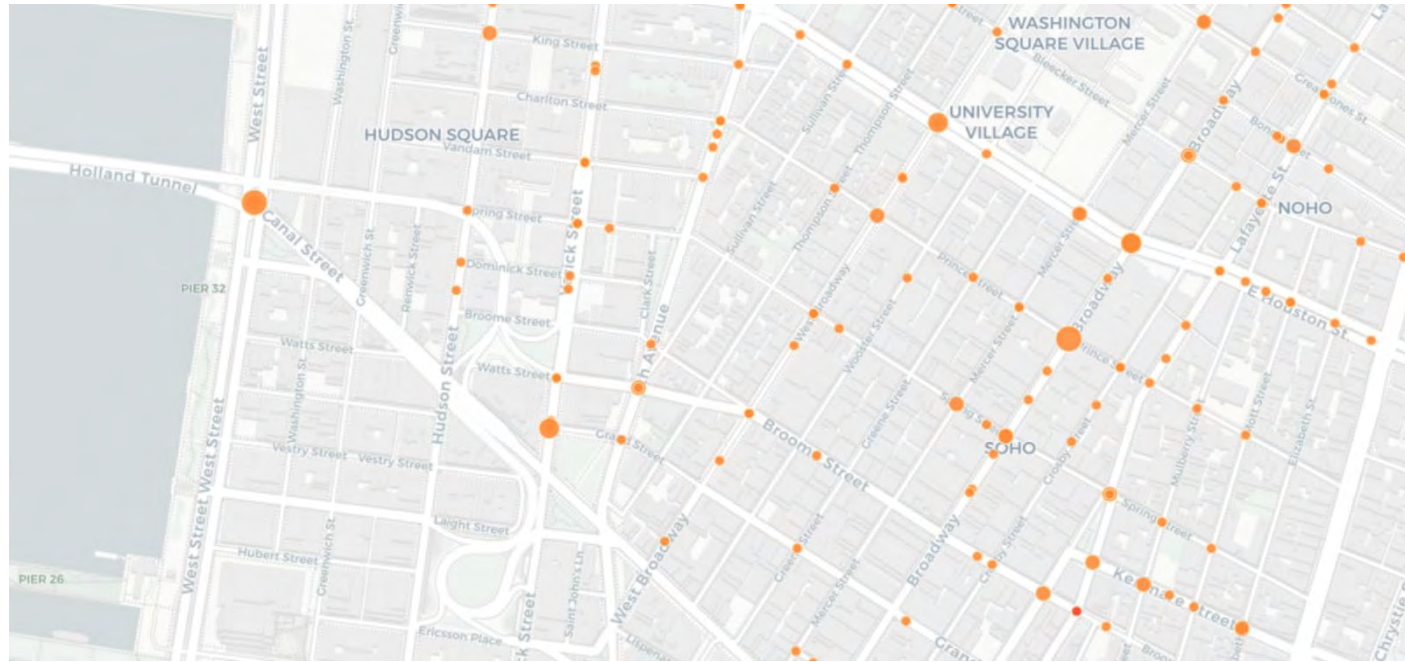 WASHINGTON
SQUARE VILLAGE
Washington St
Greenwich
King Street
West Street
Bleecker Street
Great Jones St.
Charlton Street
Sullivan Street
Thompson Street
Mercer Street
Broadway
UNIVERSITY
VILLAGE
HUDSON SQUARE
Bond
Vandam Street
Holland Tunnel
Lafayette St.
NOHO
Canal Street
Spring Street
Sullivan Street
Thompson Street
Mercer Street
Greenwich St.
Renwick Street
Dominick Street
Clark Street
West Broadway
Prince Street
Broadway
E Houston St.
PIER 32
Broome Street
Wooster Street
Watts Street
Watts Street
Mercer Street
Prince Street
Washington St.
Hudson Street
Greene Street
Spring
SOHO
Crosby Street
Mulberry Street
Mott Street
Elizabeth St.
Vestry Street
Vestry Street
Grand Street
Broome Street
Spring Street
West Street
West Street
Greenwich St.
Laight Street
Hubert Street
Saint John's Ln
West Broadway
Greene Street
Mercer Street
Broadway
Crosby Street
Kenmare Street
PIER 26
Ericsson Place
Chrystie S